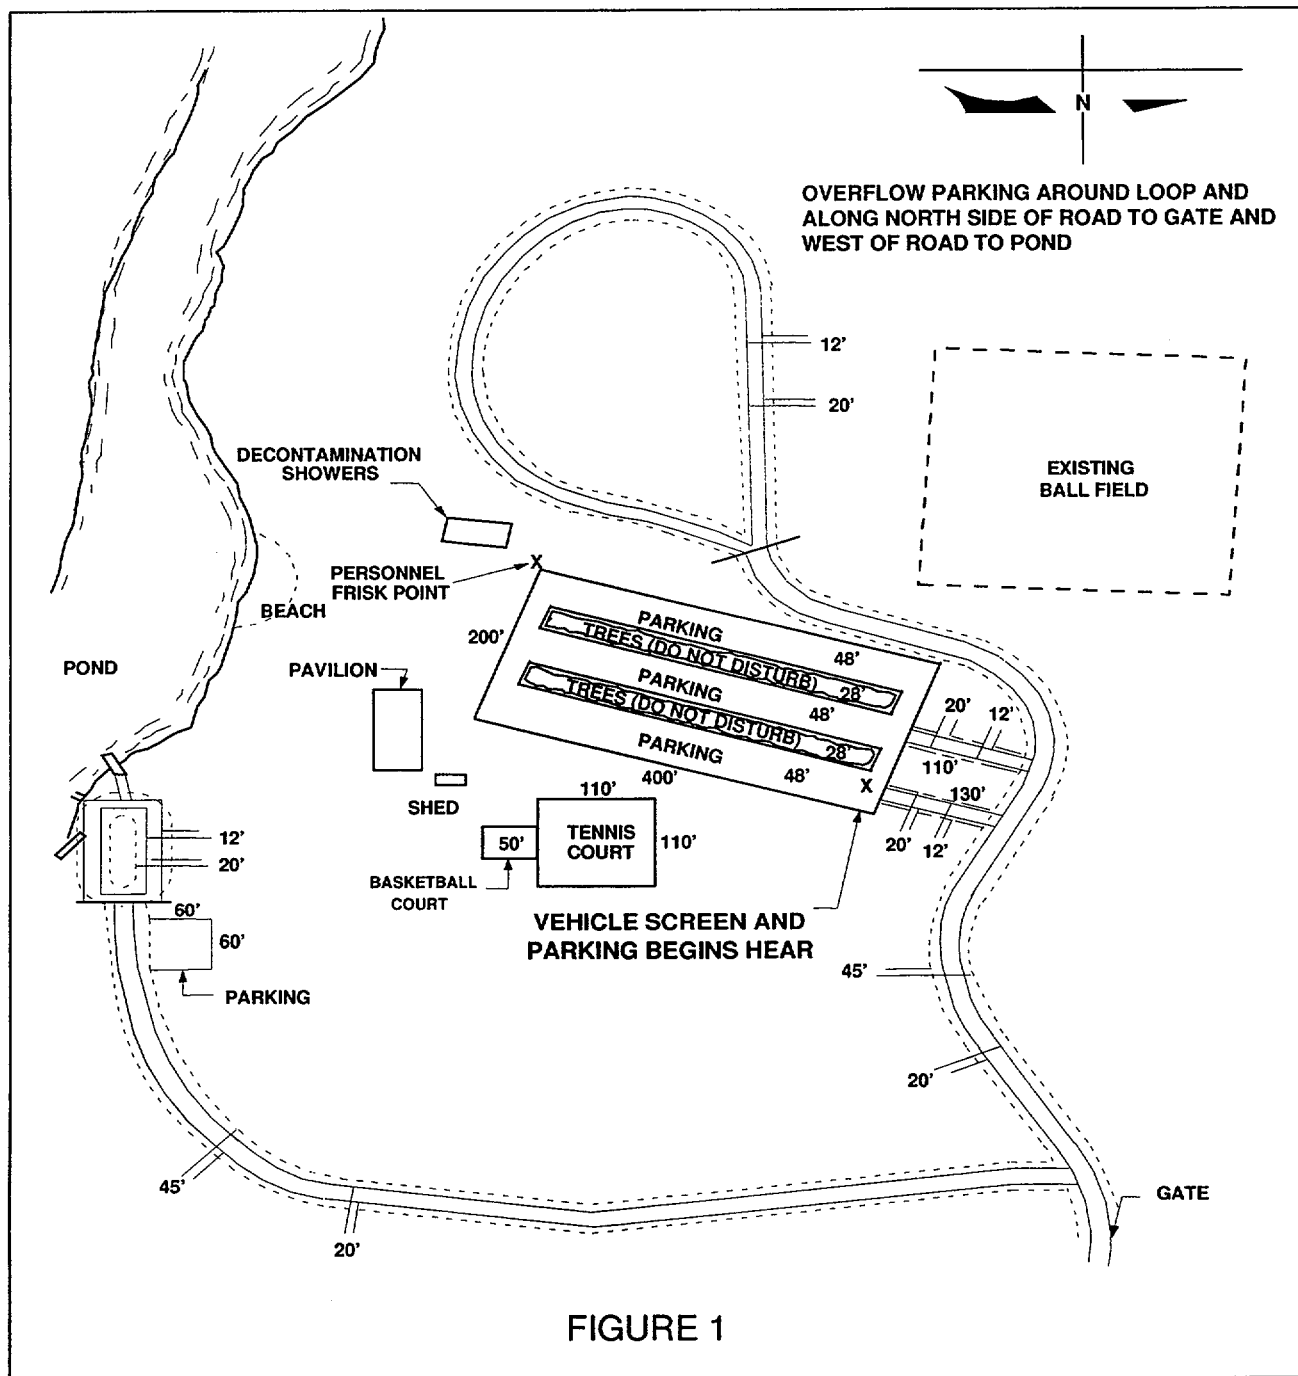 N
OVERFLOW PARKING AROUND LOOP AND
ALONG NORTH SIDE OF ROAD TO GATE AND
WEST OF ROAD TO POND
12'
20'
EXISTING
BALL FIELD
DECONTAMINATION
SHOWERS
X
PERSONNEL
FRISK POINT
BEACH
200'
PARKING
TREES (DO NOT DISTURB)
48'
28'
POND
PAVILION
PARKING
TREES (DO NOT DISTURB)
48'
28'
20'
12'
PARKING
48'
X
110'
130'
400'
SHED
110'
20'
12'
12'
20'
50'
TENNIS
COURT
110'
BASKETBALL
COURT
60'
60'
VEHICLE SCREEN AND
PARKING BEGINS HEAR
45'
PARKING
20'
45'
20'
GATE
FIGURE 1